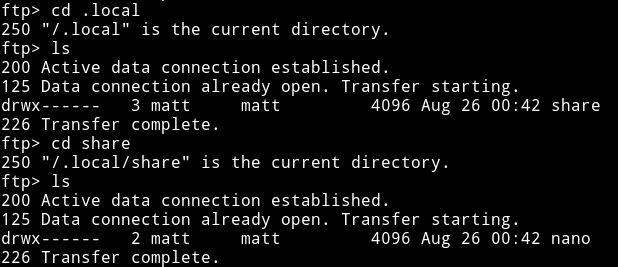 ftp> cd .local
250 "/.local" is the current directory.
ftp> ls
200 Active data connection established.
125 Data connection already open. Transfer starting.
drwx------   3 matt     matt         4096 Aug 26 00:42 share
226 Transfer complete.
ftp> cd share
250 "/.local/share" is the current directory.
ftp> ls
200 Active data connection established.
125 Data connection already open. Transfer starting.
drwx------   2 matt     matt         4096 Aug 26 00:42 nano
226 Transfer complete.